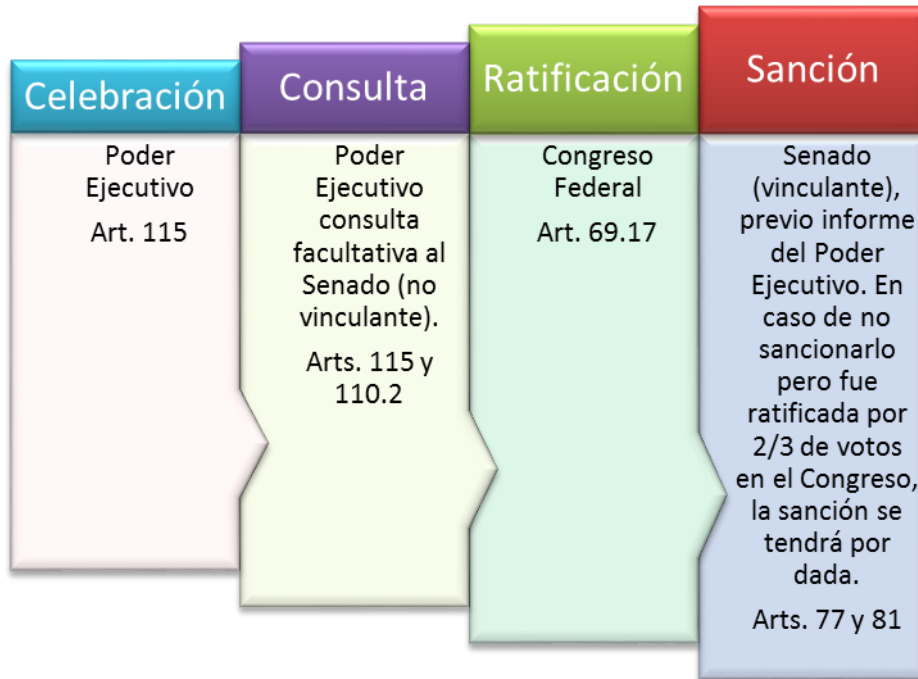 Celebración
Poder
Ejecutivo
Art. 115
Consulta
Poder
Ejecutivo
consulta
facultativa al
Senado (no
vinculante).
Arts. 115 y
110.2
Ratificación
Congreso
Federal
Art. 69.17
Sanción
Senado
(vinculante),
previo informe
del Poder
Ejecutivo. En
caso de no
sancionarlo
pero fue
ratificada por
2/3 de votos
en el Congreso,
la sanción se
tendrá por
dada.
Arts. 77 y 81